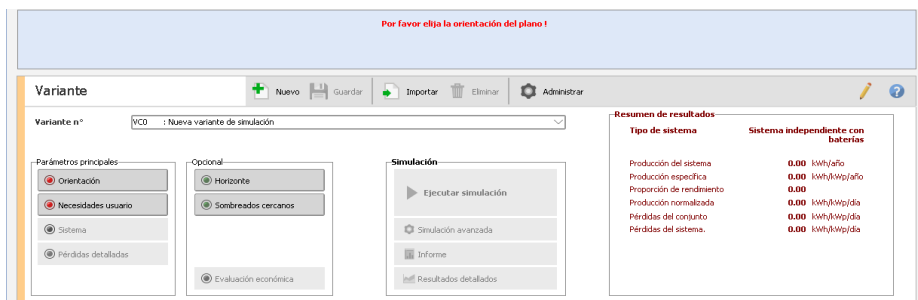 Por favor elija la orientación del plano !
Variante
Nuevo
Guardar
Importar
Eliminar
Administrar
Variante n°
VC0 : Nueva variante de simulación
Parámetros principales
Orientación
Necesidades usuario
Sistema
Pérdidas detalladas
Opcional
Horizonte
Sombreados cercanos
Evaluación económica
Simulación
Ejecutar simulación
Simulación avanzada
Informe
Resultados detallados
Resumen de resultados
Tipo de sistema Sistema independiente con
baterías
Producción del sistema 0.00 kWh/año
Producción específica 0.00 kWh/kWp/año
Proporción de rendimiento 0.00
Producción normalizada 0.00 kWh/kWp/día
Pérdidas del conjunto 0.00 kWh/kWp/día
Pérdidas del sistema. 0.00 kWh/kWp/día